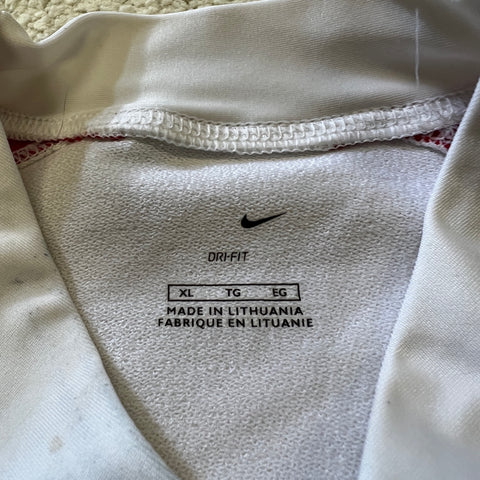 DRI-FIT
XL TG EG
MADE IN LITHUANIA
FABRIQUE EN LITUANIE